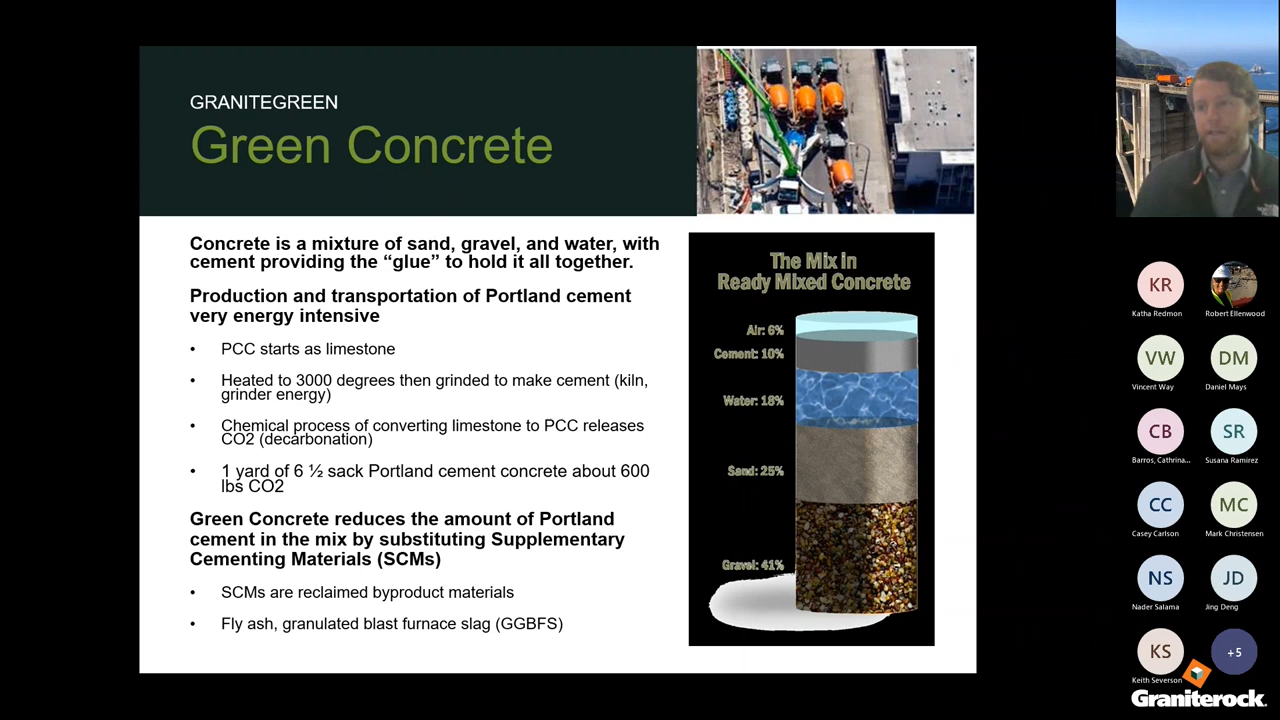 GRANITEGREEN
Green Concrete
Concrete is a mixture of sand, gravel, and water, with
cement providing the “glue” to hold it all together.
Production and transportation of Portland cement
very energy intensive
• PCC starts as limestone
• Heated to 3000 degrees then grinded to make cement (kiln,
grinder energy)
• Chemical process of converting limestone to PCC releases
CO2 (decarbonation)
• 1 yard of 6 ½ sack Portland cement concrete about 600
lbs CO2
Green Concrete reduces the amount of Portland
cement in the mix by substituting Supplementary
Cementing Materials (SCMs)
• SCMs are reclaimed byproduct materials
• Fly ash, granulated blast furnace slag (GGBFS)
The Mix in
Ready Mixed Concrete
Air: 6%
Cement: 10%
Water: 18%
Sand: 25%
Gravel: 41%
KR
Katha Redmon
Robert Ellenwood
VW
Vincent Way
DM
Daniel Mays
CB
Barros, Cathrina...
SR
Susana Ramirez
CC
Casey Carlson
MC
Mark Christensen
NS
Nader Salama
JD
Jing Deng
KS
Keith Severson
+5
Graniterock.